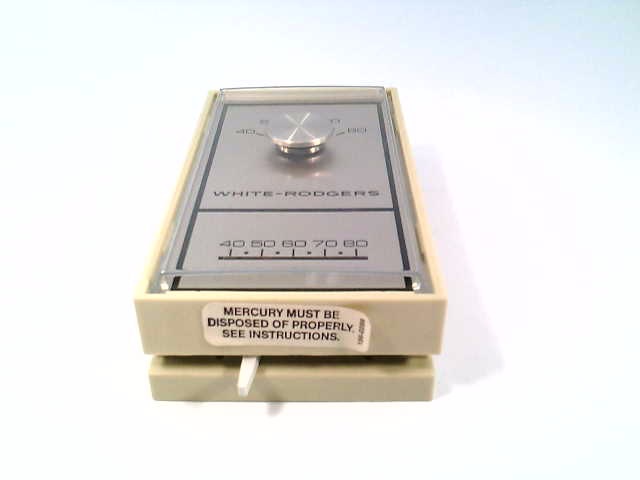 40 80
WHITE-RODGERS
40 50 60 70 80
MERCURY MUST BE
DISPOSED OF PROPERLY.
SEE INSTRUCTIONS.